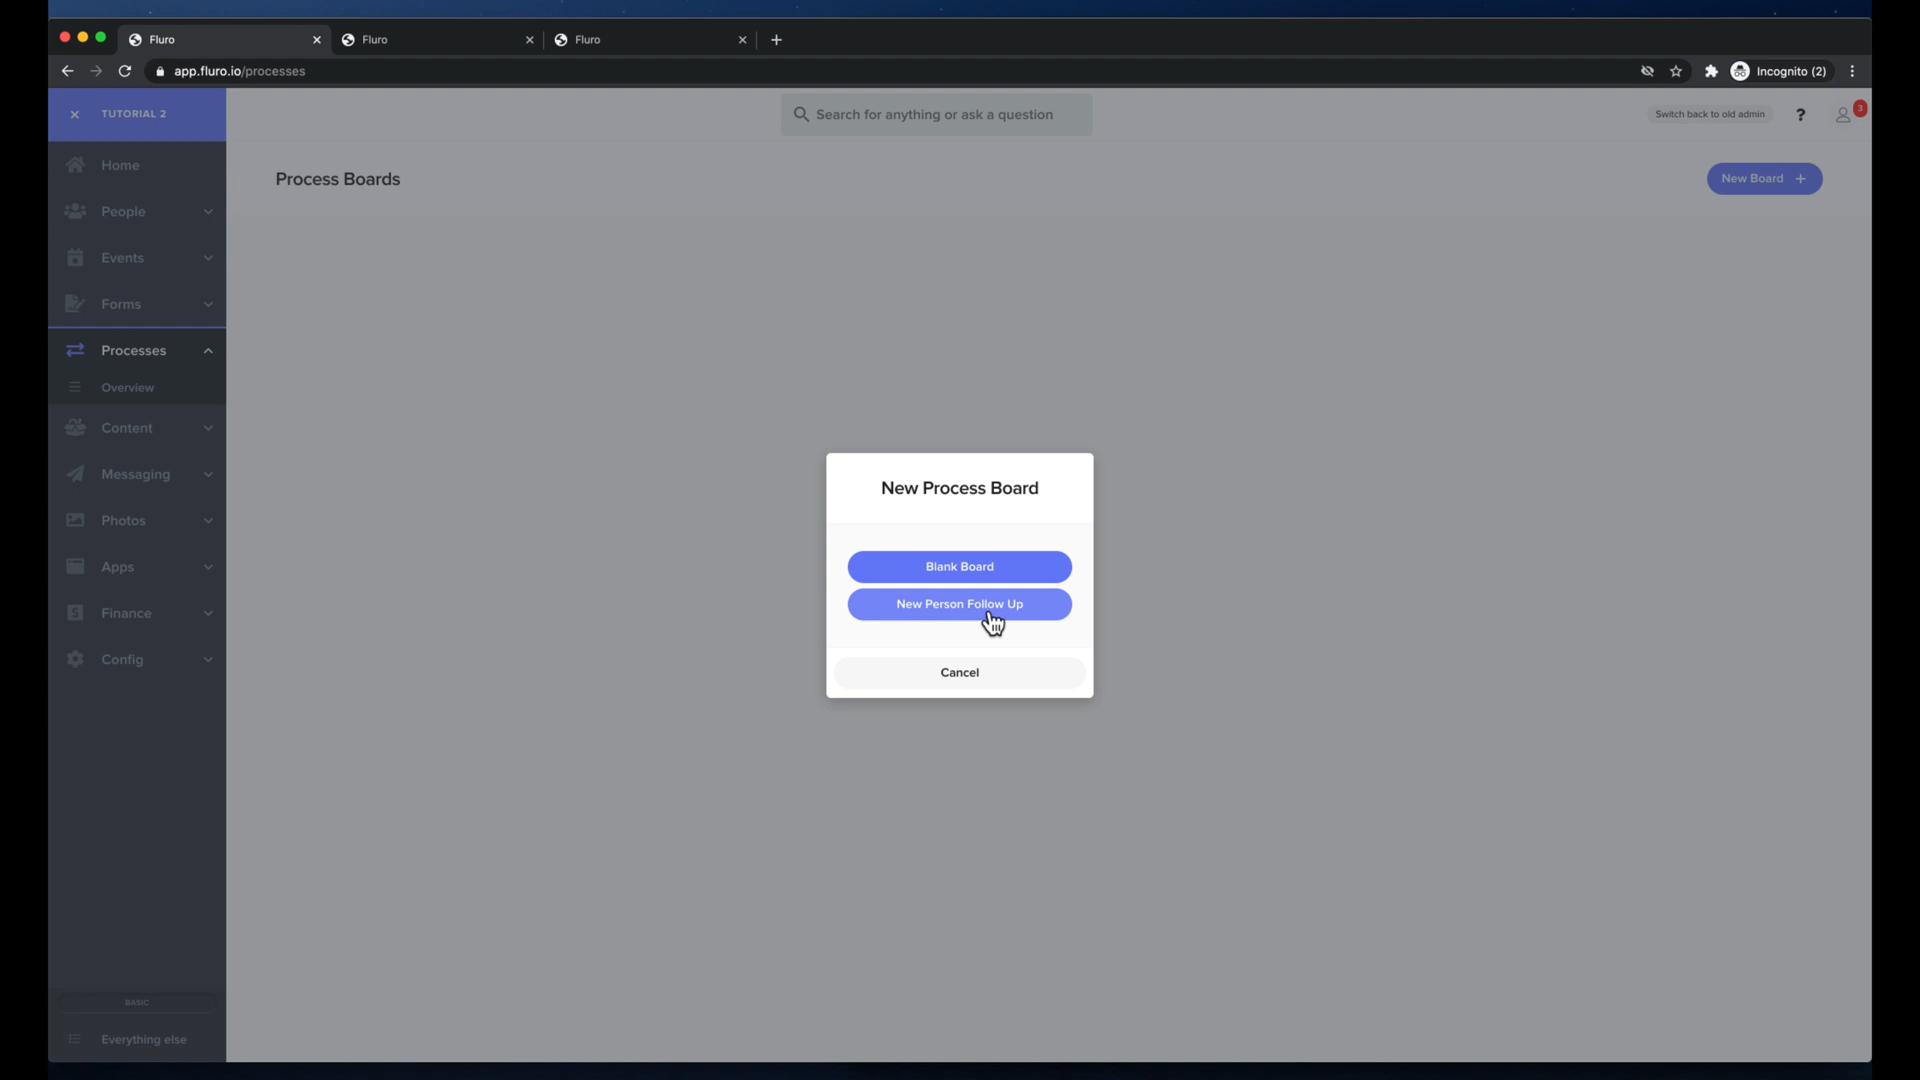 Fluro
Fluro
Fluro
app.fluro.io/processes
Incognito (2)
TUTORIAL 2
Search for anything or ask a question
Switch back to old admin
?
3
Home
People
Events
Forms
Processes
Overview
Content
Messaging
Photos
Apps
Finance
Config
BASIC
Everything else
Process Boards
New Board +
New Process Board
Blank Board
New Person Follow Up
Cancel